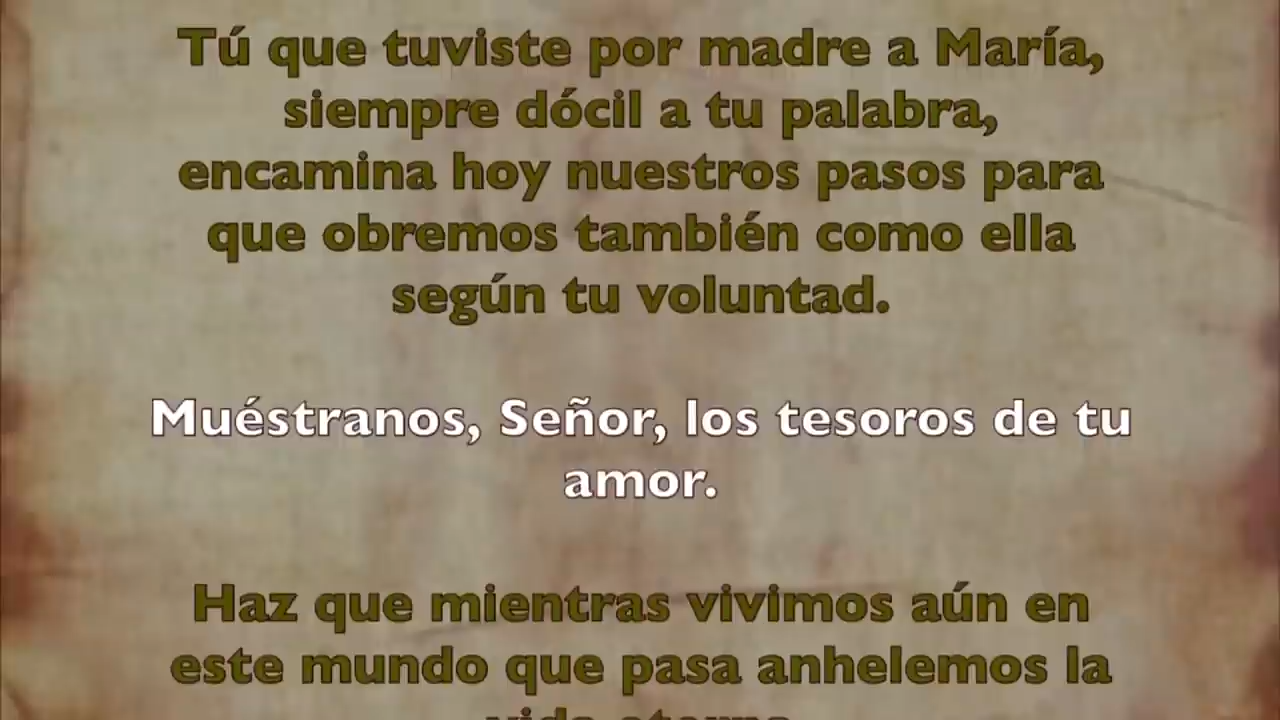 Tú que tuviste por madre a María,
siempre dócil a tu palabra,
encamina hoy nuestros pasos para
que obremos también como ella
según tu voluntad.
Muéstranos, Señor, los tesoros de tu
amor.
Haz que mientras vivimos aún en
este mundo que pasa anhelemos la